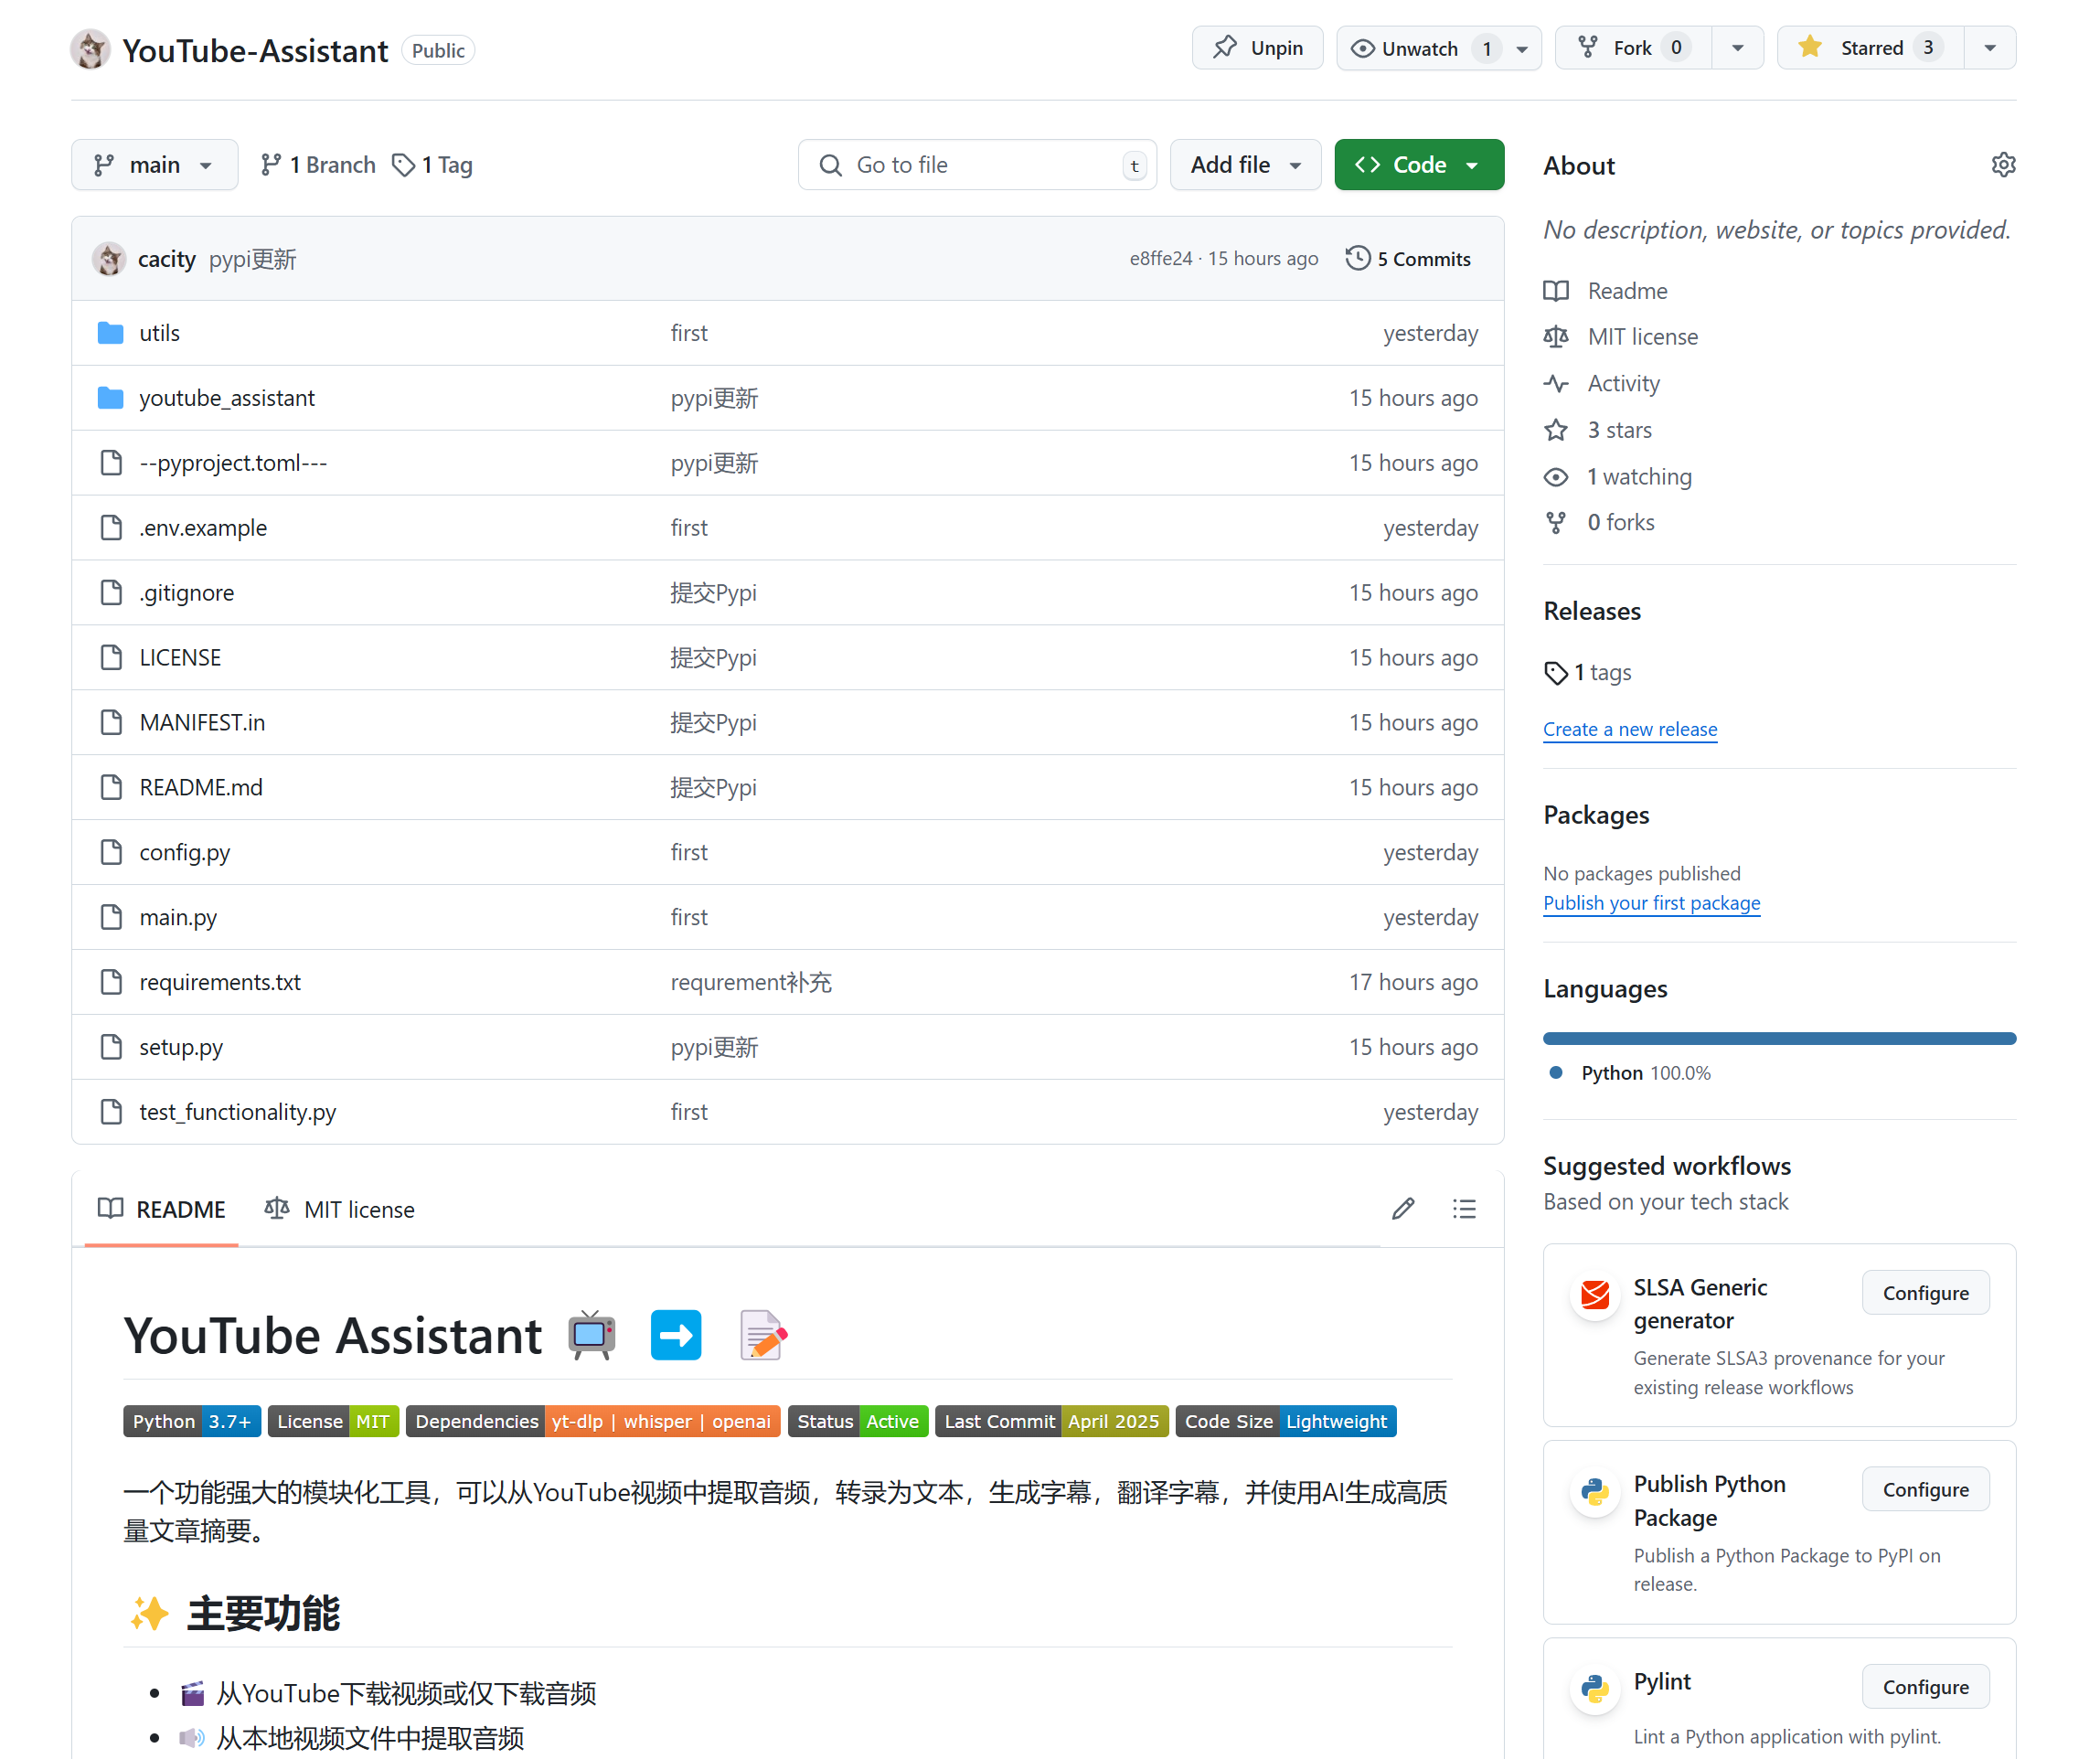 YouTube-Assistant Public Unpin Unwatch 1 Fork 0 Starred 3
main 1 Branch 1 Tag Go to file t Add file Code
cacity pypi更新 e8ffe24 · 15 hours ago 5 Commits
utils first yesterday
youtube_assistant pypi更新 15 hours ago
--pyproject.toml--- pypi更新 15 hours ago
.env.example first yesterday
.gitignore 提交Pypi 15 hours ago
LICENSE 提交Pypi 15 hours ago
MANIFEST.in 提交Pypi 15 hours ago
README.md 提交Pypi 15 hours ago
config.py first yesterday
main.py first yesterday
requirements.txt requrement补充 17 hours ago
setup.py pypi更新 15 hours ago
test_functionality.py first yesterday
README MIT license
YouTube Assistant
Python 3.7+ License MIT Dependencies yt-dlp | whisper | openai Status Active Last Commit April 2025 Code Size Lightweight
一个功能强大的模块化工具，可以从YouTube视频中提取音频，转录为文本，生成字幕，翻译字幕，并使用AI生成高质
量文章摘要。
主要功能
从YouTube下载视频或仅下载音频
从本地视频文件中提取音频
About
No description, website, or topics provided.
Readme
MIT license
Activity
3 stars
1 watching
0 forks
Releases
1 tags
Create a new release
Packages
No packages published
Publish your first package
Languages
Python 100.0%
Suggested workflows
Based on your tech stack
SLSA Generic
generator
Configure
Generate SLSA3 provenance for your
existing release workflows
Publish Python
Package
Configure
Publish a Python Package to PyPI on
release.
Pylint
Configure
Lint a Python application with pylint.